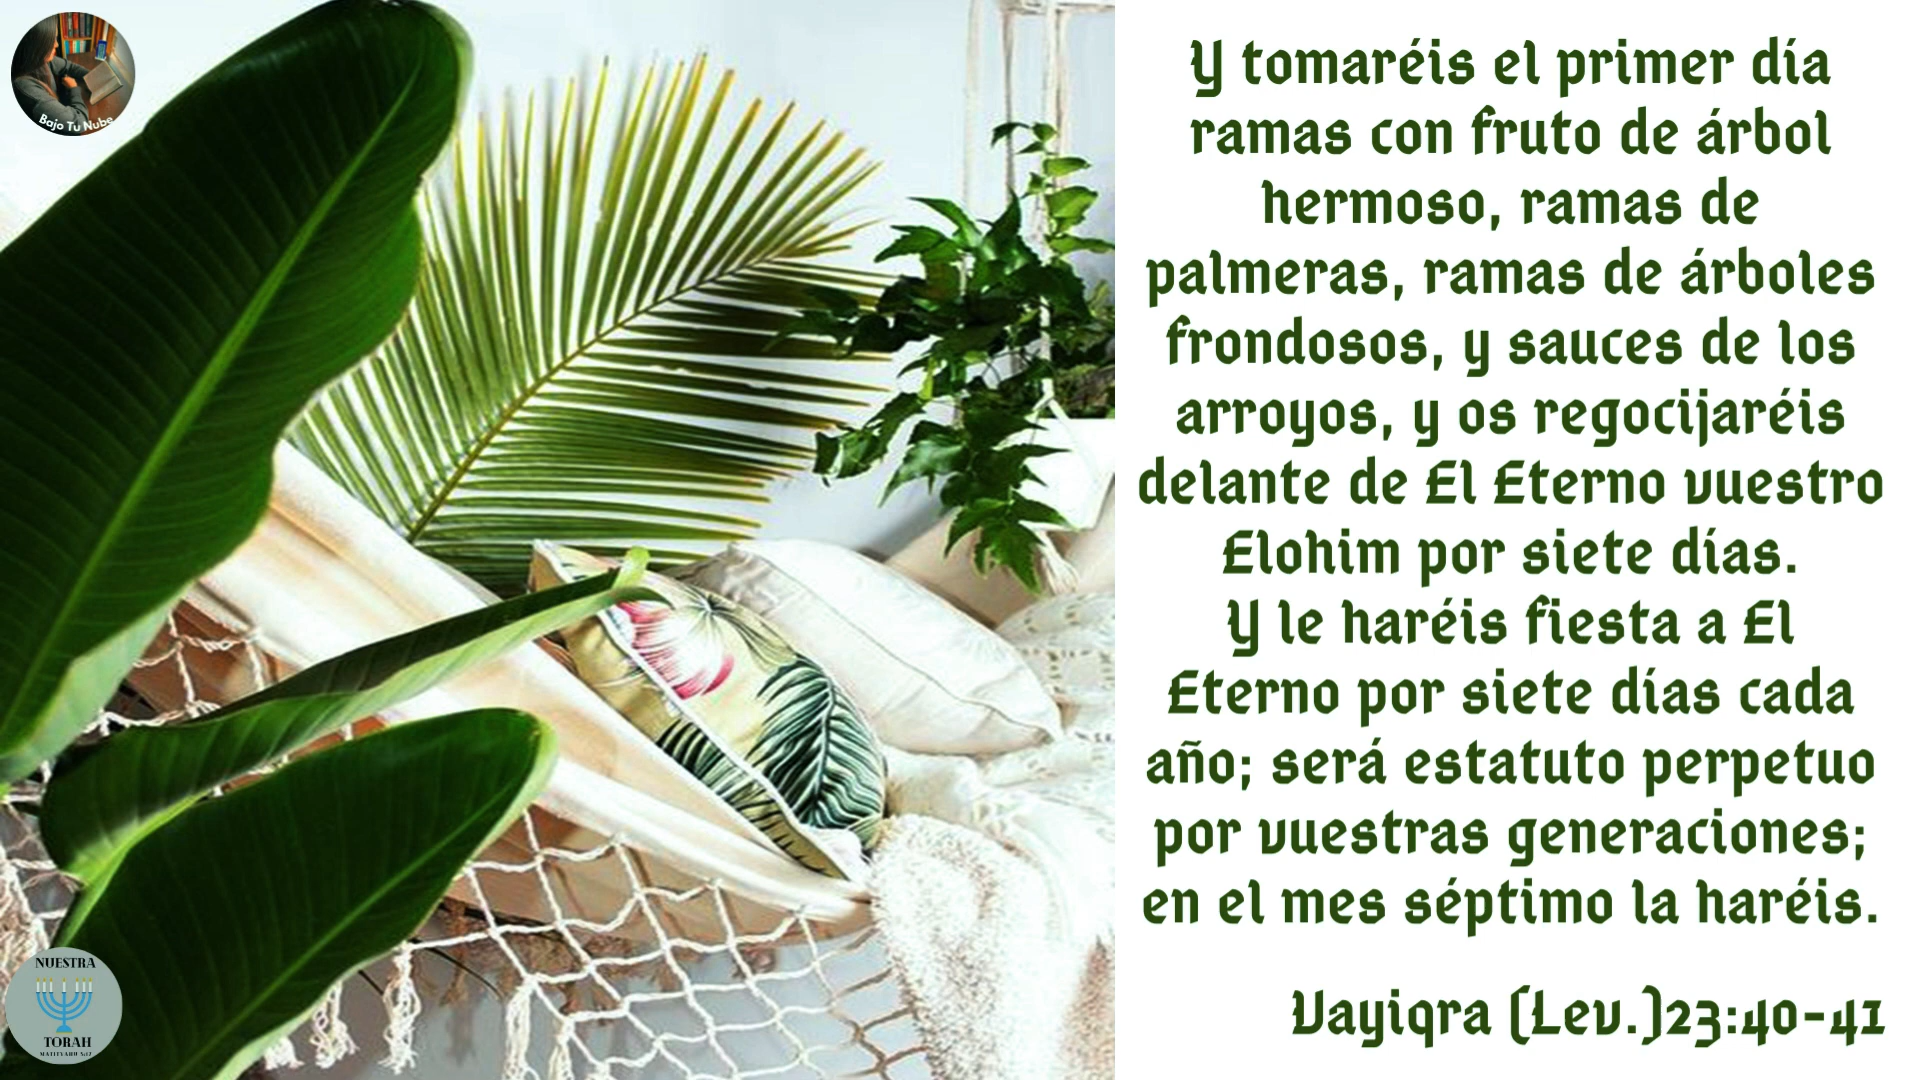 Bajo Tu Nube
Y tomaréis el primer día
ramas con fruto de árbol
hermoso, ramas de
palmeras, ramas de árboles
frondosos, y sauces de los
arroyos, y os regocijaréis
delante de El Eterno vuestro
Elohim por siete días.
Y le haréis fiesta a El
Eterno por siete días cada
año; será estatuto perpetuo
por vuestras generaciones;
en el mes séptimo la haréis.
Vayiqra (Lev.)23:40-41
NUESTRA
TORAH
MATITYAHU 5:17